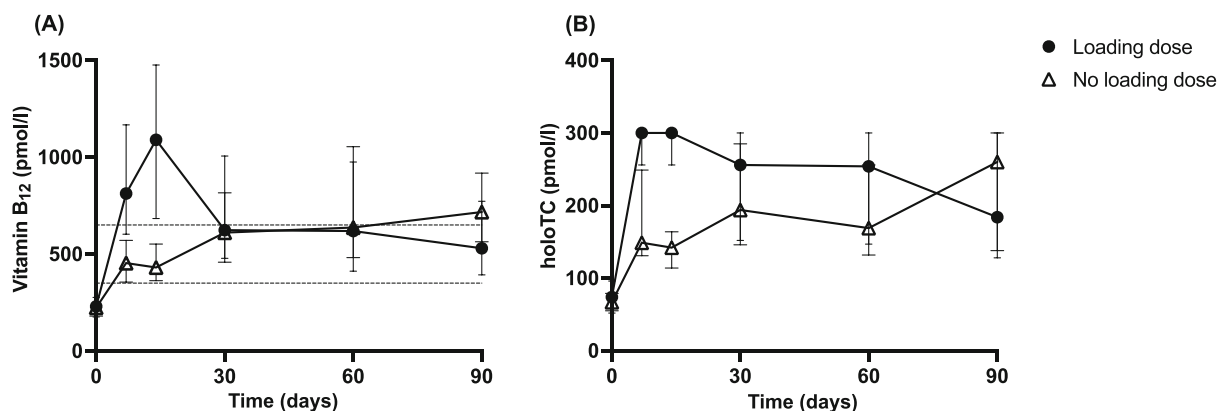 (A)
Vitamin B₁₂ (pmol/l)
1500
1000
500
0
0 30 60 90
Time (days)
(B)
holoTC (pmol/l)
400
300
200
100
0
0 30 60 90
Time (days)
Loading dose
No loading dose